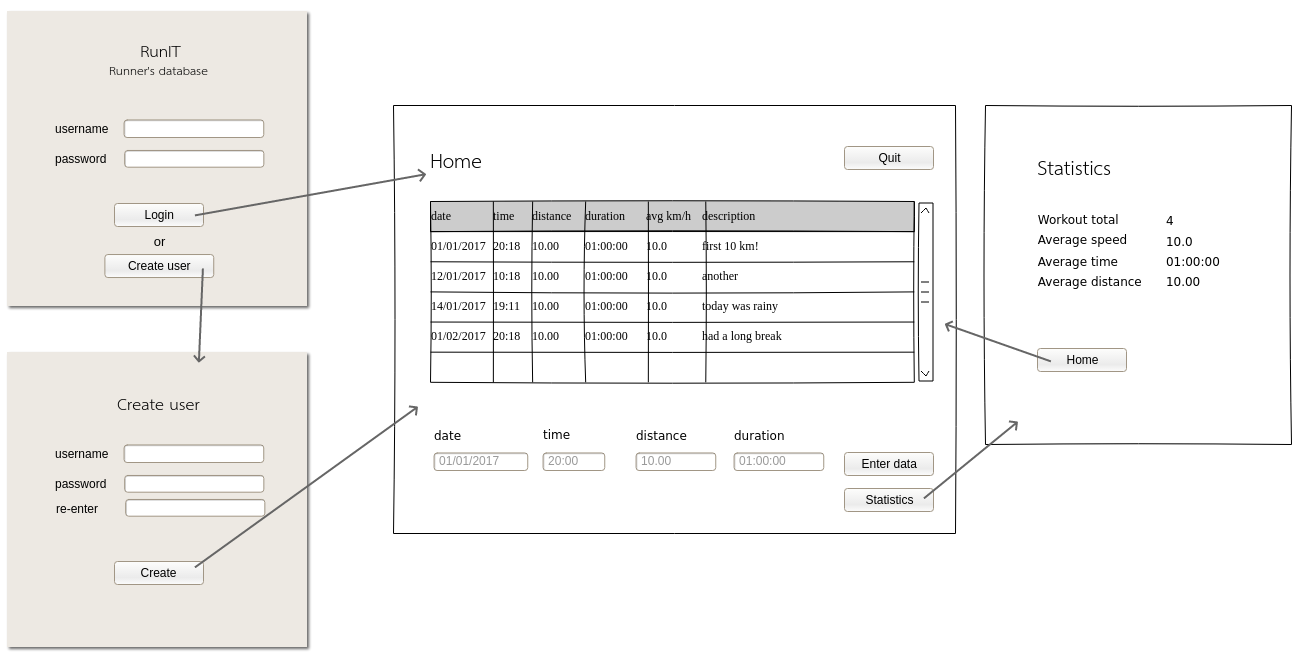 RunIT
Runner's database
username
password
Login
or
Create user
Create user
username
password
re-enter
Create
Home
Quit
date time distance duration avg km/h description
01/01/2017 20:18 10.00 01:00:00 10.0 first 10 km!
12/01/2017 10:18 10.00 01:00:00 10.0 another
14/01/2017 19:11 10.00 01:00:00 10.0 today was rainy
01/02/2017 20:18 10.00 01:00:00 10.0 had a long break
date time distance duration
01/01/2017 20:00 10.00 01:00:00 Enter data
Statistics
Statistics
Workout total 4
Average speed 10.0
Average time 01:00:00
Average distance 10.00
Home